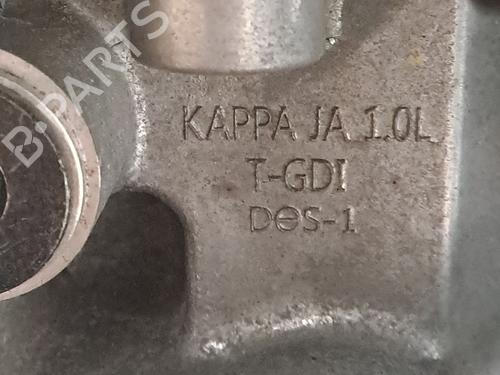 B-PARTS
KAPPA JA 1.0L
T-GDI
DOS-1